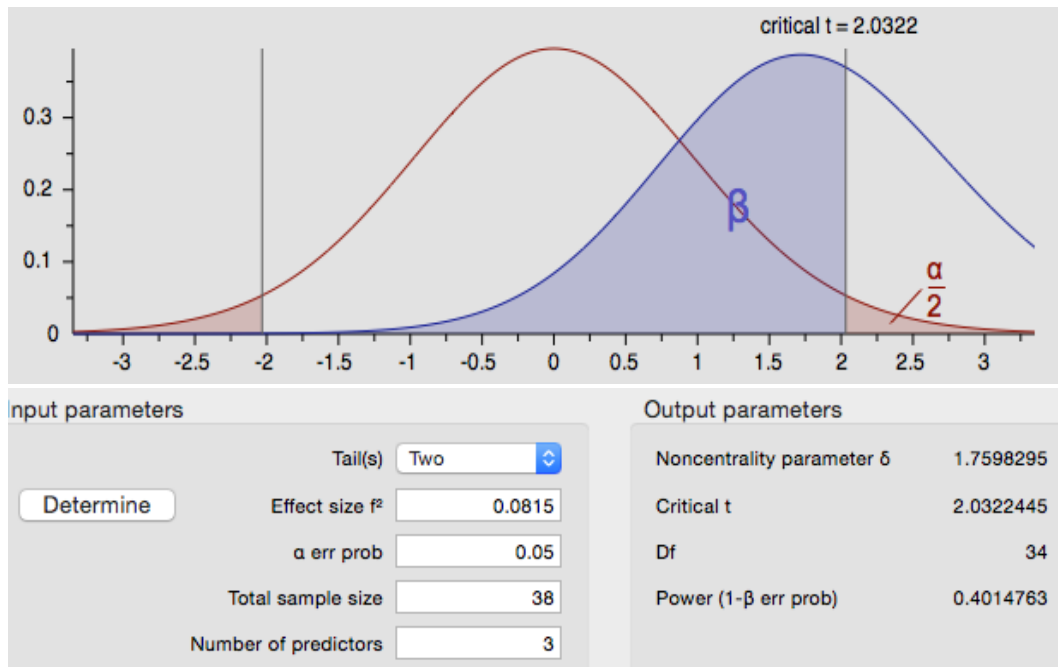 critical t = 2.0322
0.3
0.2
0.1
0
β
α
2
-3 -2.5 -2 -1.5 -1 -0.5 0 0.5 1 1.5 2 2.5 3
Input parameters
Tail(s) Two
Determine Effect size f² 0.0815
α err prob 0.05
Total sample size 38
Number of predictors 3
Output parameters
Noncentrality parameter δ 1.7598295
Critical t 2.0322445
Df 34
Power (1-β err prob) 0.4014763